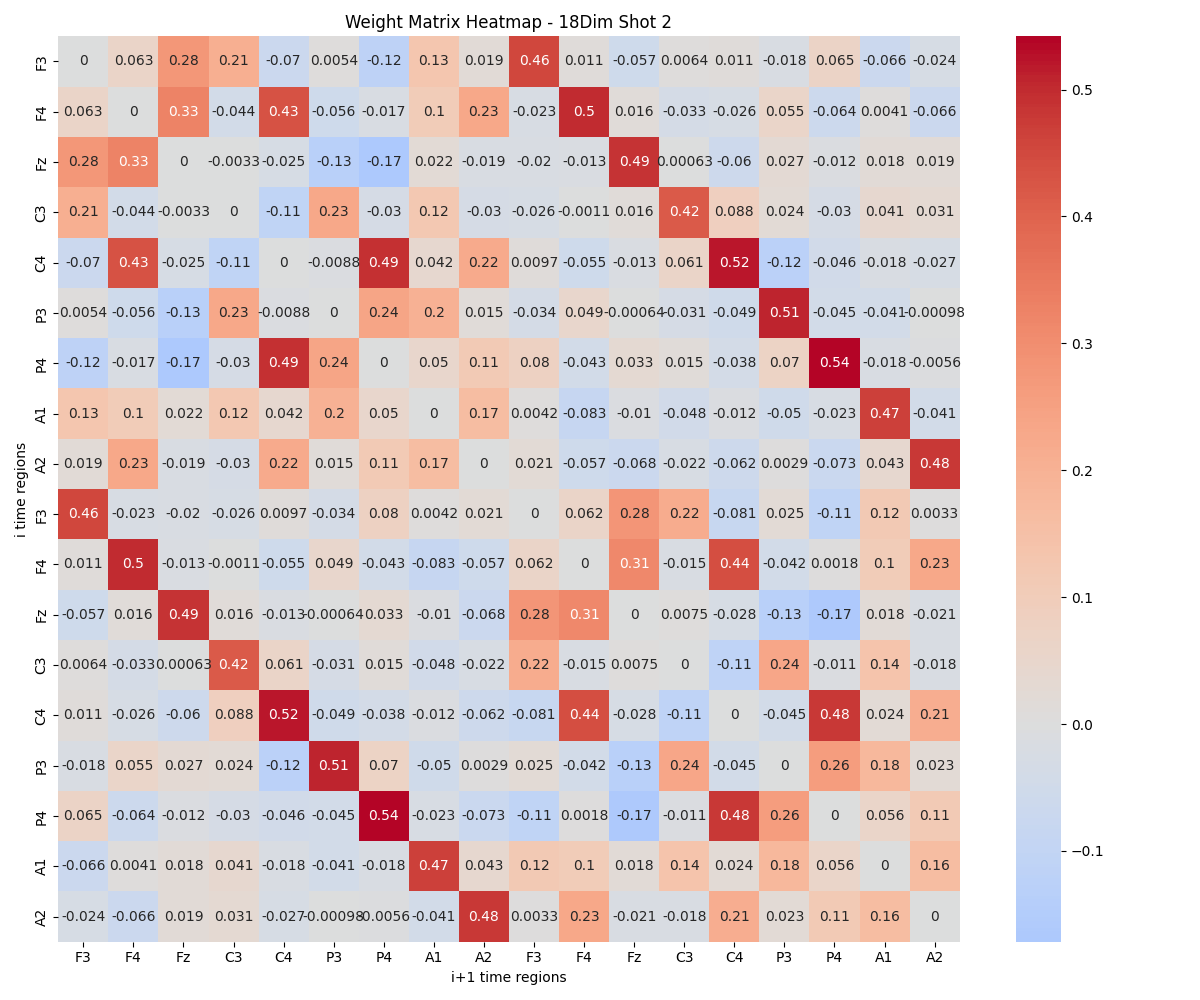 Weight Matrix Heatmap - 18Dim Shot 2
F3 0 0.063 0.28 0.21 -0.07 0.0054 -0.12 0.13 0.019 0.46 0.011 -0.057 0.0064 0.011 -0.018 0.065 -0.066 -0.024
F4 0.063 0 0.33 -0.044 0.43 -0.056 -0.017 0.1 0.23 -0.023 0.5 0.016 -0.033 -0.026 0.055 -0.064 0.0041 -0.066
Fz 0.28 0.33 0 -0.0033 -0.025 -0.13 -0.17 0.022 -0.019 -0.02 -0.013 0.49 0.00063 -0.06 0.027 -0.012 0.018 0.019
C3 0.21 -0.044 -0.0033 0 -0.11 0.23 -0.03 0.12 -0.03 -0.026 -0.0011 0.016 0.42 0.088 0.024 -0.03 0.041 0.031
C4 -0.07 0.43 -0.025 -0.11 0 -0.0088 0.49 0.042 0.22 0.0097 -0.055 -0.013 0.061 0.52 -0.12 -0.046 -0.018 -0.027
P3 0.0054 -0.056 -0.13 0.23 -0.0088 0 0.24 0.2 0.015 -0.034 0.049 -0.00064 -0.031 -0.049 0.51 -0.045 -0.041 -0.00098
P4 -0.12 -0.017 -0.17 -0.03 0.49 0.24 0 0.05 0.11 0.08 -0.043 0.033 0.015 -0.038 0.07 0.54 -0.018 -0.0056
A1 0.13 0.1 0.022 0.12 0.042 0.2 0.05 0 0.17 0.0042 -0.083 -0.01 -0.048 -0.012 -0.05 -0.023 0.47 -0.041
A2 0.019 0.23 -0.019 -0.03 0.22 0.015 0.11 0.17 0 0.021 -0.057 -0.068 -0.022 -0.062 0.0029 -0.073 0.043 0.48
F3 0.46 -0.023 -0.02 -0.026 0.0097 -0.034 0.08 0.0042 0.021 0 0.062 0.28 0.22 -0.081 0.025 -0.11 0.12 0.0033
F4 0.011 0.5 -0.013 -0.0011 -0.055 0.049 -0.043 -0.083 -0.057 0.062 0 0.31 -0.015 0.44 -0.042 0.0018 0.1 0.23
Fz -0.057 0.016 0.49 0.016 -0.013 -0.00064 0.033 -0.01 -0.068 0.28 0.31 0 0.0075 -0.028 -0.13 -0.17 0.018 -0.021
C3 0.0064 -0.033 0.00063 0.42 0.061 -0.031 0.015 -0.048 -0.022 0.22 -0.015 0.0075 0 -0.11 0.24 -0.011 0.14 -0.018
C4 0.011 -0.026 -0.06 0.088 0.52 -0.049 -0.038 -0.012 -0.062 -0.081 0.44 -0.028 -0.11 0 -0.045 0.48 0.024 0.21
P3 -0.018 0.055 0.027 0.024 -0.12 0.51 0.07 -0.05 0.0029 0.025 -0.042 -0.13 0.24 -0.045 0 0.26 0.18 0.023
P4 0.065 -0.064 -0.012 -0.03 -0.046 -0.045 0.54 -0.023 -0.073 -0.11 0.0018 -0.17 -0.011 0.48 0.26 0 0.056 0.11
A1 -0.066 0.0041 0.018 0.041 -0.018 -0.041 -0.018 0.47 0.043 0.12 0.1 0.018 0.14 0.024 0.18 0.056 0 0.16
A2 -0.024 -0.066 0.019 0.031 -0.027 -0.00098 -0.0056 -0.041 0.48 0.0033 0.23 -0.021 -0.018 0.21 0.023 0.11 0.16 0
F3 F4 Fz C3 C4 P3 P4 A1 A2 F3 F4 Fz C3 C4 P3 P4 A1 A2
i+1 time regions
i time regions
0.5
0.4
0.3
0.2
0.1
0.0
−0.1